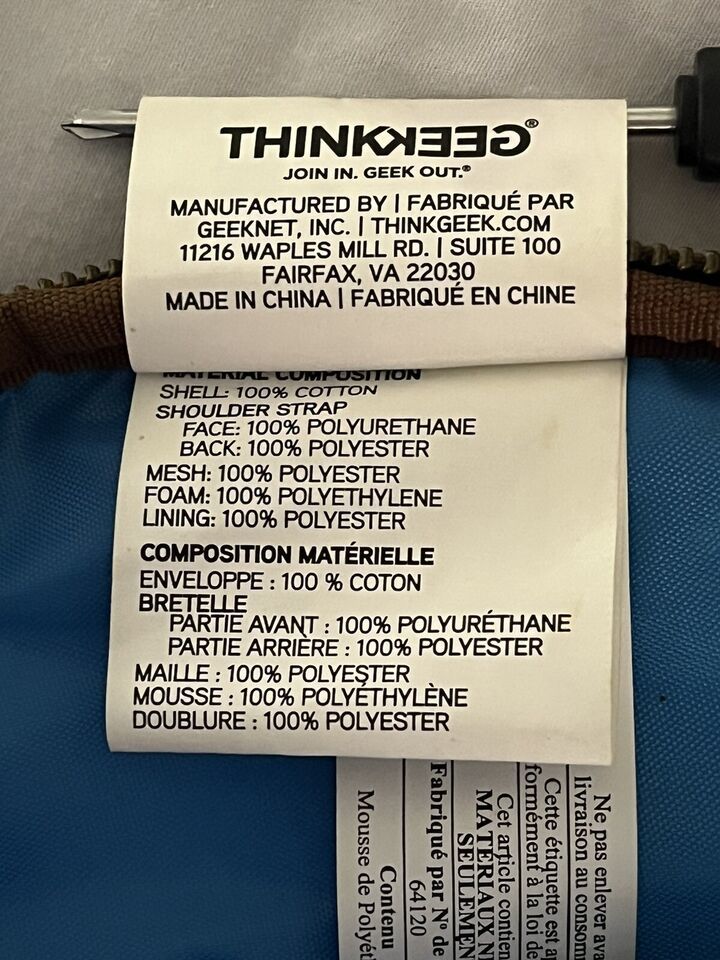 THINKGEEK®
JOIN IN. GEEK OUT.®
MANUFACTURED BY | FABRIQUÉ PAR
GEEKNET, INC. | THINKGEEK.COM
11216 WAPLES MILL RD. | SUITE 100
FAIRFAX, VA 22030
MADE IN CHINA | FABRIQUÉ EN CHINE
MATERIAL COMPOSITION
SHELL: 100% COTTON
SHOULDER STRAP
FACE: 100% POLYURETHANE
BACK: 100% POLYESTER
MESH: 100% POLYESTER
FOAM: 100% POLYETHYLENE
LINING: 100% POLYESTER
COMPOSITION MATÉRIELLE
ENVELOPPE : 100 % COTON
BRETELLE
PARTIE AVANT : 100% POLYURÉTHANE
PARTIE ARRIÈRE : 100% POLYESTER
MAILLE : 100% POLYESTER
MOUSSE : 100% POLYÉTHYLÈNE
DOUBLURE : 100% POLYESTER
Ne pas enlever
livraison au
Cette étiquette est
formément à la loi de
Cet article contien
MATÉRIAUX N
SEULEMEN
Fabriqué par N° de
64120
Contenu
Mousse de Polyét